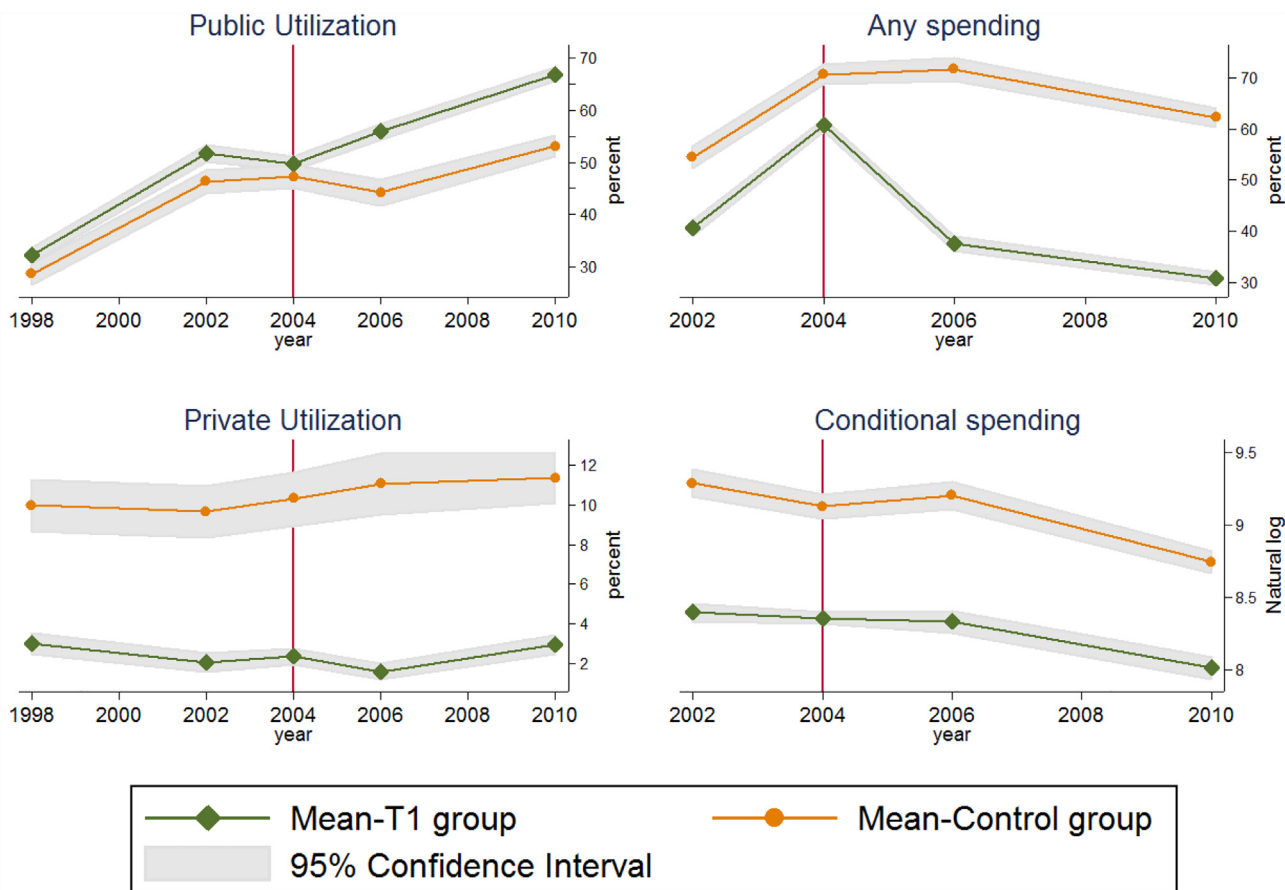 Public Utilization
70
60
50
40
30
percent
1998 2000 2002 2004 2006 2008 2010
year
Any spending
70
60
50
40
30
percent
2002 2004 2006 2008 2010
year
Private Utilization
12
10
8
6
4
2
percent
1998 2000 2002 2004 2006 2008 2010
year
Conditional spending
9.5
9
8.5
8
Natural log
2002 2004 2006 2008 2010
year
Mean-T1 group Mean-Control group
95% Confidence Interval